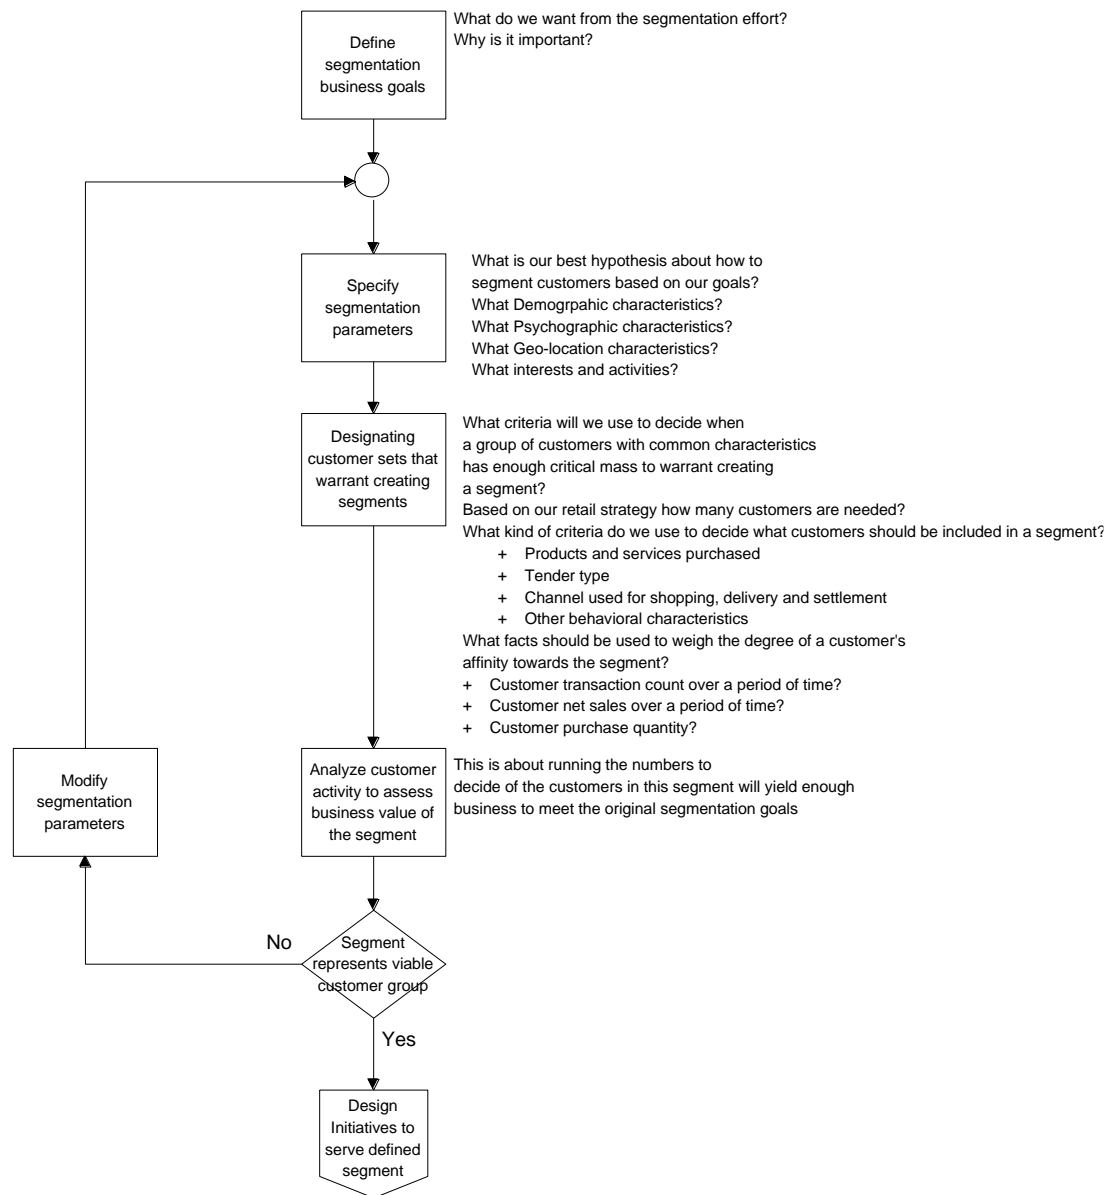 What do we want from the segmentation effort?
Why is it important?
Define
segmentation
business goals
Specify
segmentation
parameters
What is our best hypothesis about how to
segment customers based on our goals?
What Demogrpahic characteristics?
What Psychographic characteristics?
What Geo-location characteristics?
What interests and activities?
Designating
customer sets that
warrant creating
segments
What criteria will we use to decide when
a group of customers with common characteristics
has enough critical mass to warrant creating
a segment?
Based on our retail strategy how many customers are needed?
What kind of criteria do we use to decide what customers should be included in a segment?
+ Products and services purchased
+ Tender type
+ Channel used for shopping, delivery and settlement
+ Other behavioral characteristics
What facts should be used to weigh the degree of a customer's
affinity towards the segment?
+ Customer transaction count over a period of time?
+ Customer net sales over a period of time?
+ Customer purchase quantity?
Modify
segmentation
parameters
Analyze customer
activity to assess
business value of
the segment
This is about running the numbers to
decide of the customers in this segment will yield enough
business to meet the original segmentation goals
No
Segment
represents viable
customer group
Yes
Design
Initiatives to
serve defined
segment